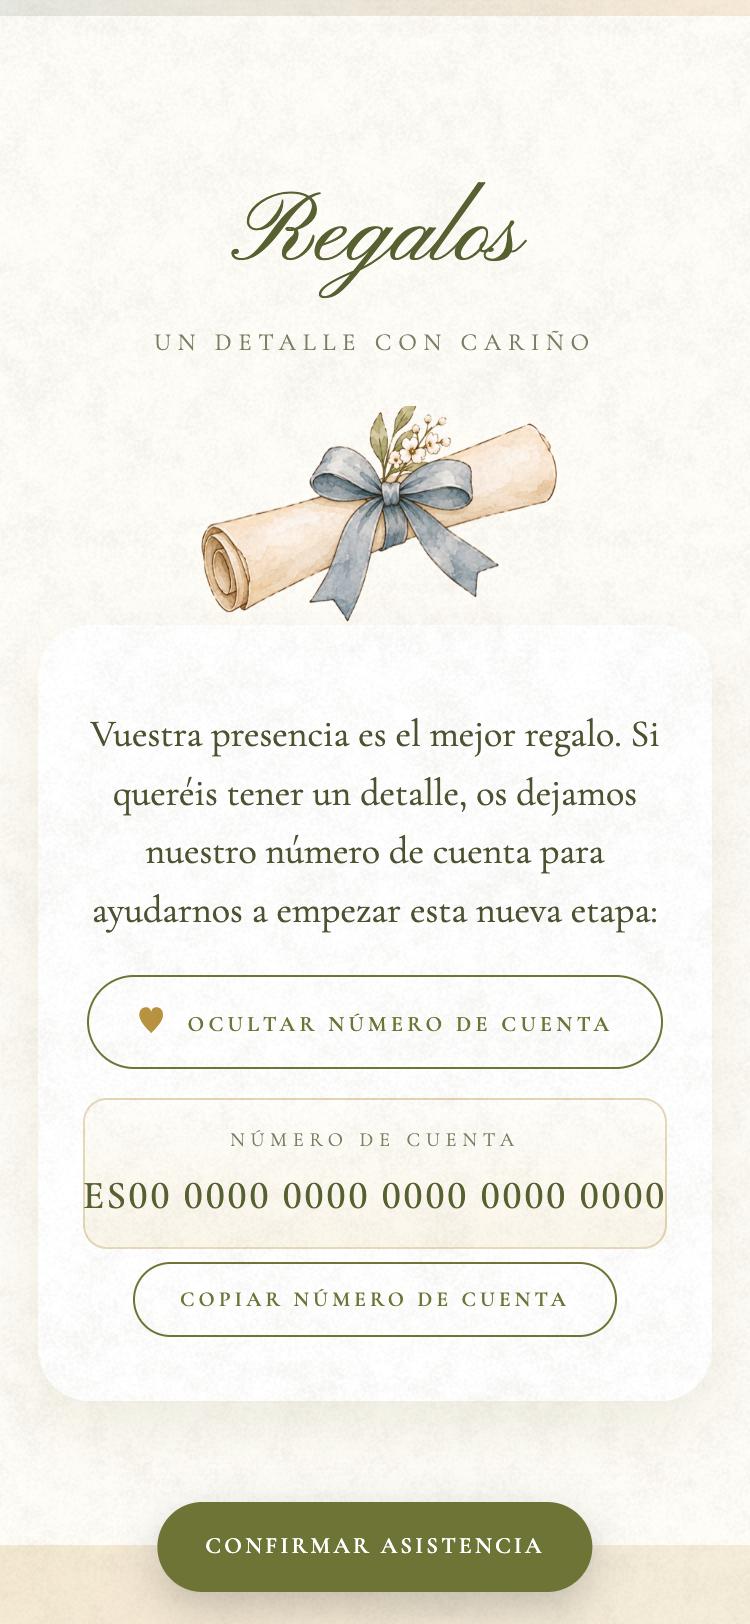 Regalos
UN DETALLE CON CARIÑO
Vuestra presencia es el mejor regalo. Si
queréis tener un detalle, os dejamos
nuestro número de cuenta para
ayudarnos a empezar esta nueva etapa:
OCULTAR NÚMERO DE CUENTA
NÚMERO DE CUENTA
ES00 0000 0000 0000 0000 0000
COPIAR NÚMERO DE CUENTA
CONFIRMAR ASISTENCIA